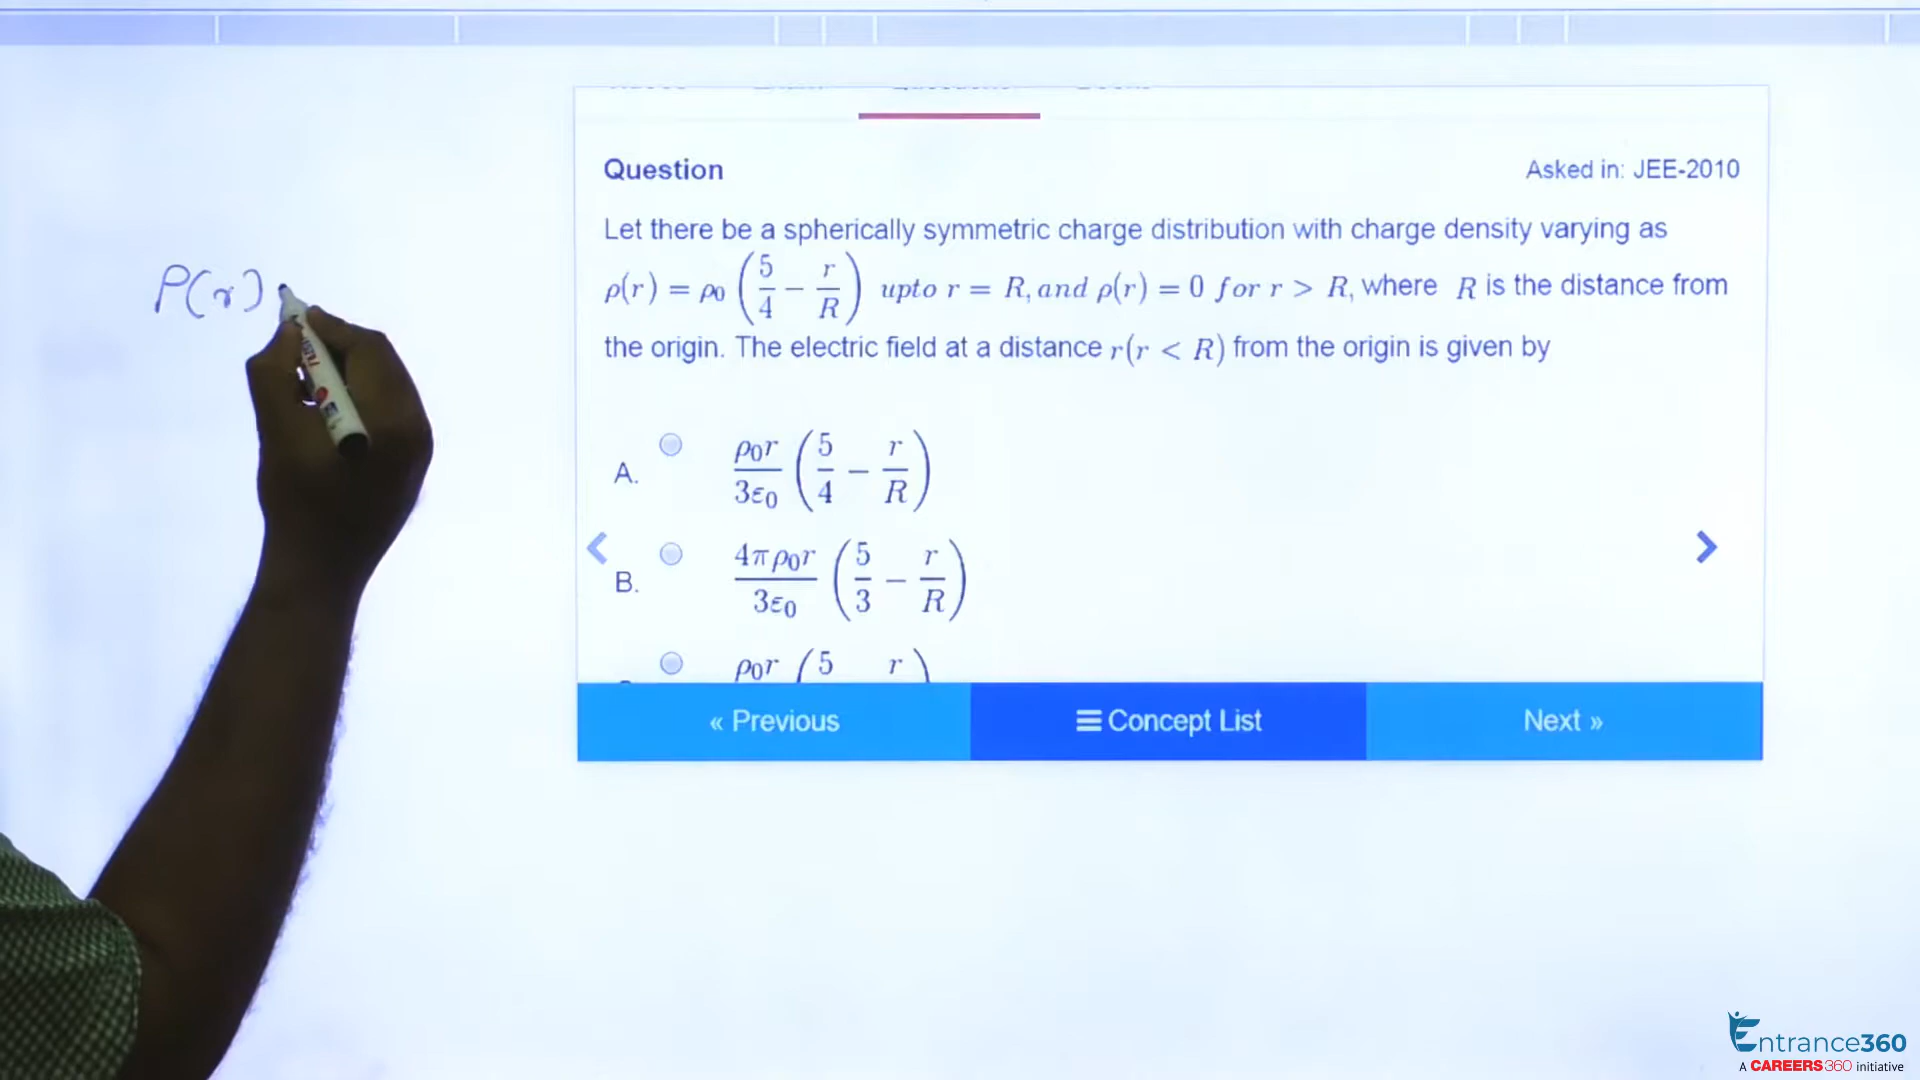 Question
Asked in: JEE-2010
Let there be a spherically symmetric charge distribution with charge density varying as
ρ(r) = ρ0 (5/4 − r/R) upto r = R, and ρ(r) = 0 for r > R, where R is the distance from
the origin. The electric field at a distance r(r < R) from the origin is given by
P(r)
A. ρ0r/3ε0 (5/4 − r/R)
B. 4πρ0r/3ε0 (5/3 − r/R)
ρ0r (5 r)
« Previous
Concept List
Next »
Entrance360
A CAREERS360 initiative